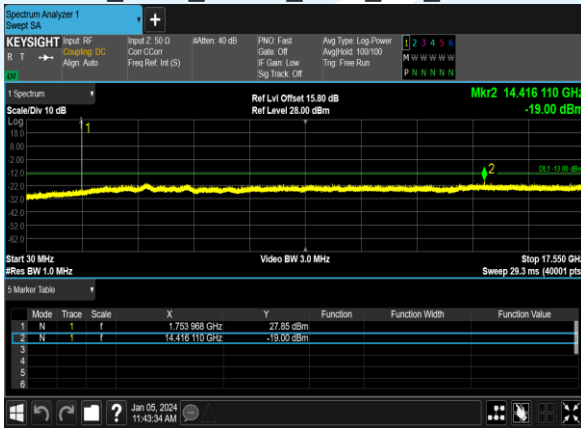 Spectrum Analyzer 1
Swept SA
KEYSIGHT
R T
Input: RF
Coupling: DC
Align: Auto
Input Z: 50 Ω
Corr CCorr
Freq Ref: Int (S)
#Atten: 40 dB
PNO: Fast
Gate: Off
IF Gain: Low
Sig Track: Off
Avg Type: Log-Power
Avg|Hold: 100/100
Trig: Free Run
1 2 3 4 5 6
M W W W W W
P N N N N N
1 Spectrum
Scale/Div 10 dB
Ref Lvl Offset 15.80 dB
Ref Level 28.00 dBm
Mkr2 14.416 110 GHz
-19.00 dBm
Log
18.0
8.00
-2.00
-12.0
-22.0
-32.0
-42.0
-52.0
-62.0
1
2
DL1 -13.00 dBm
Start 30 MHz
#Res BW 1.0 MHz
Video BW 3.0 MHz
Stop 17.550 GHz
Sweep 29.3 ms (40001 pts)
5 Marker Table
Mode Trace Scale X Y Function Function Width Function Value
1 N 1 f 1.753 968 GHz 27.85 dBm
2 N 1 f 14.416 110 GHz -19.00 dBm
3
4
5
6
Jan 05, 2024
11:43:34 AM